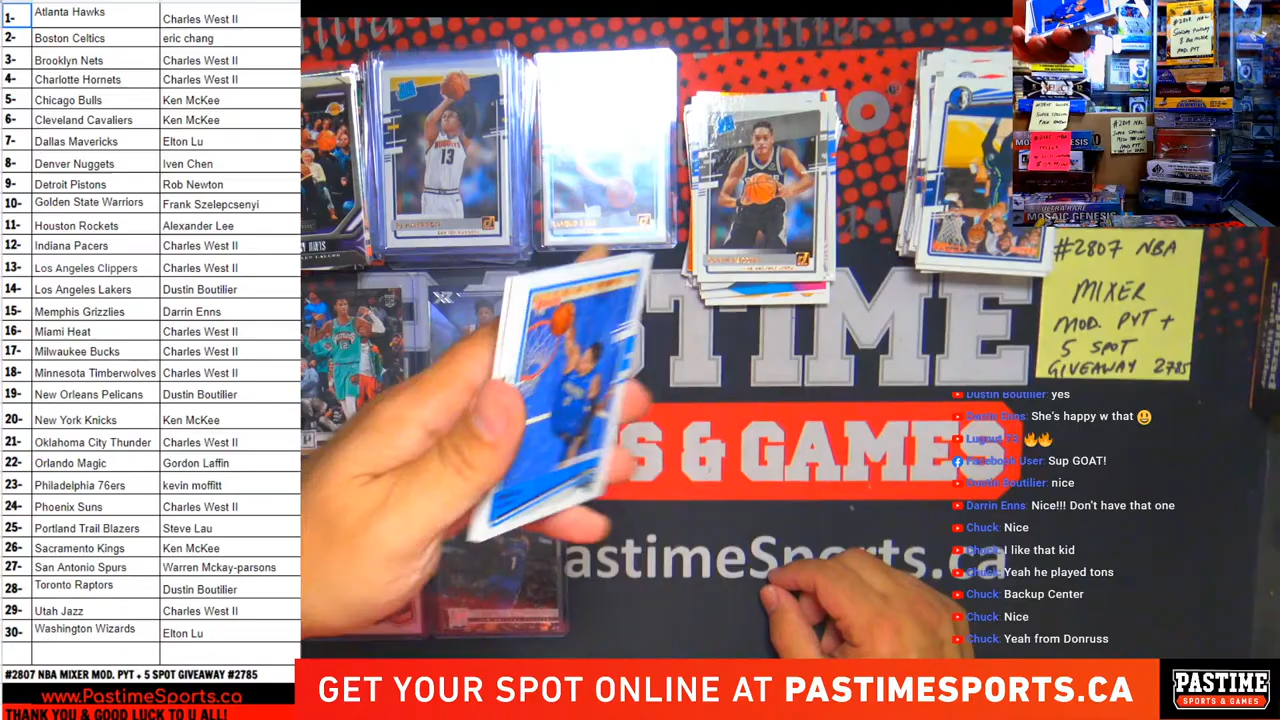 1- Atlanta Hawks Charles West II
2- Boston Celtics eric chang
3- Brooklyn Nets Charles West II
4- Charlotte Hornets Charles West II
5- Chicago Bulls Ken McKee
6- Cleveland Cavaliers Ken McKee
7- Dallas Mavericks Elton Lu
8- Denver Nuggets Iven Chen
9- Detroit Pistons Rob Newton
10- Golden State Warriors Frank Szelepcsenyi
11- Houston Rockets Alexander Lee
12- Indiana Pacers Charles West II
13- Los Angeles Clippers Charles West II
14- Los Angeles Lakers Dustin Boutilier
15- Memphis Grizzlies Darrin Enns
16- Miami Heat Charles West II
17- Milwaukee Bucks Charles West II
18- Minnesota Timberwolves Charles West II
19- New Orleans Pelicans Dustin Boutilier
20- New York Knicks Ken McKee
21- Oklahoma City Thunder Charles West II
22- Orlando Magic Gordon Laffin
23- Philadelphia 76ers kevin moffitt
24- Phoenix Suns Charles West II
25- Portland Trail Blazers Steve Lau
26- Sacramento Kings Ken McKee
27- San Antonio Spurs Warren Mckay-parsons
28- Toronto Raptors Dustin Boutilier
29- Utah Jazz Charles West II
30- Washington Wizards Elton Lu
#2807 NBA MIXER MOD. PYT + 5 SPOT GIVEAWAY #2785
www.PastimeSports.ca
THANK YOU & GOOD LUCK TO U ALL!
NUGGETS
13
STIME
S & GAMES
astimeSports.ca
MOSAIC GENESIS
#2807 NBA
MIXER
MOD. PYT +
5 SPOT
GIVEAWAY 2785
Dustin Boutilier: yes
Darrin Enns: She's happy w that
Facebook User: Sup GOAT!
Dustin Boutilier: nice
Darrin Enns: Nice!!! Don't have that one
Chuck: Nice
Chuck: I like that kid
Chuck: Yeah he played tons
Chuck: Backup Center
Chuck: Nice
Chuck: Yeah from Donruss
GET YOUR SPOT ONLINE AT PASTIMESPORTS.CA
PASTIME
SPORTS & GAMES